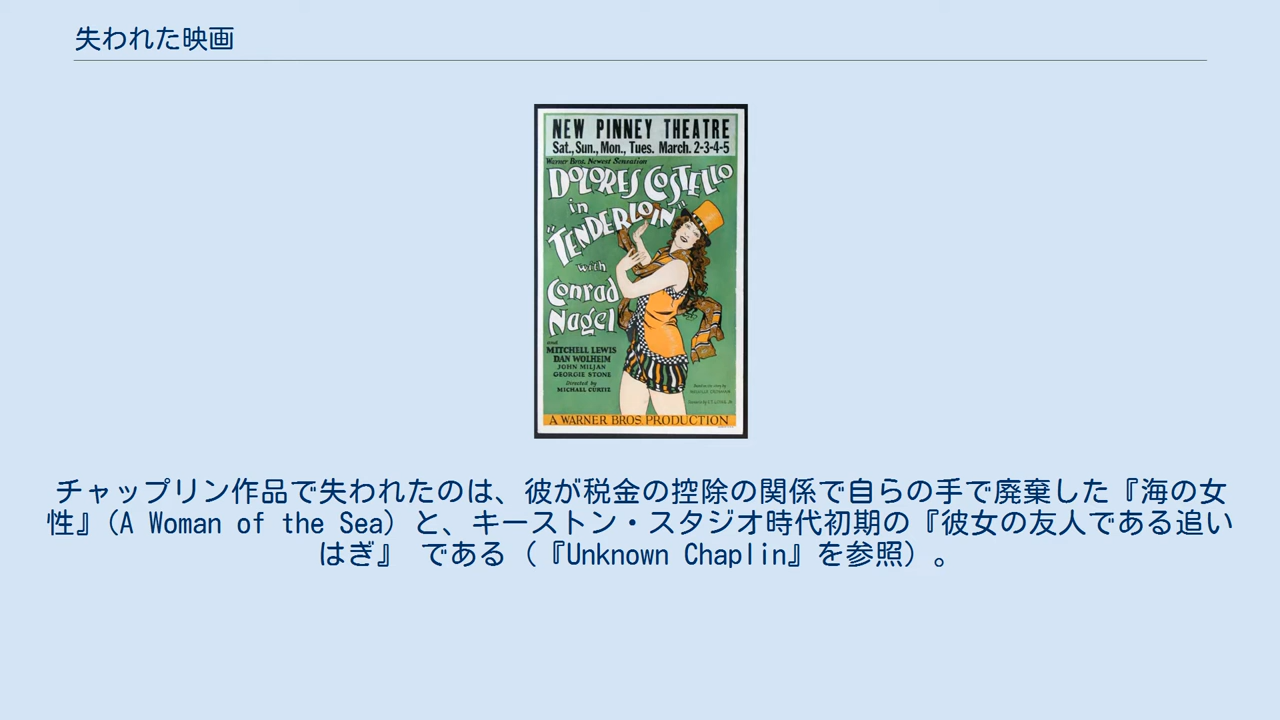 失われた映画
NEW PINNEY THEATRE
Sat., Sun., Mon., Tues. March. 2-3-4-5
Warner Bros. Newest Sensation
DOLORES COSTELLO
in
"TENDERLOIN"
with
Conrad
Nagel
and
MITCHELL LEWIS
DAN WOLHEIM
JOHN MILJAN
GEORGIE STONE
Directed by
MICHAEL CURTIZ
Based on the story by
A WARNER BROS PRODUCTION
チャップリン作品で失われたのは、彼が税金の控除の関係で自らの手で廃棄した『海の女
性』(A Woman of the Sea) と、キーストン・スタジオ時代初期の『彼女の友人である追い
はぎ』 である（『Unknown Chaplin』を参照）。